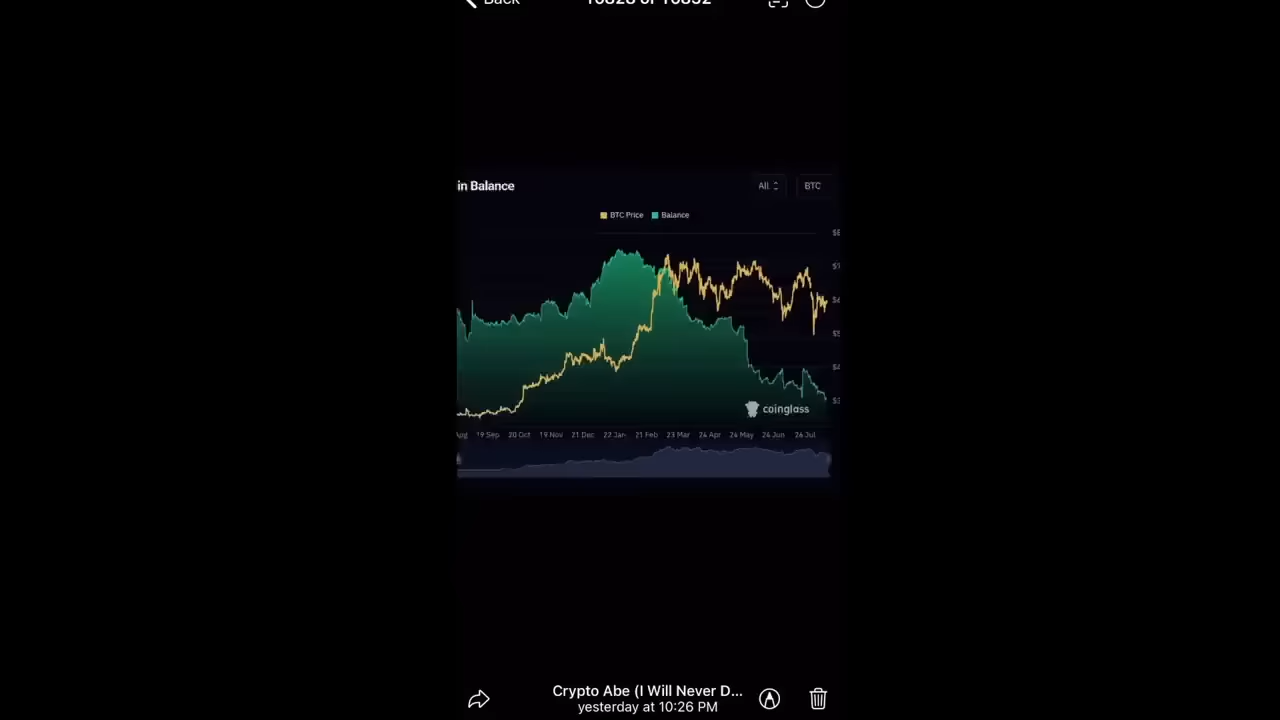 Back
in Balance
All
BTC
BTC Price
Balance
coinglass
19 Sep
20 Oct
19 Nov
21 Dec
22 Jan
21 Feb
23 Mar
24 Apr
24 May
24 Jun
26 Jul
Crypto Abe (I Will Never D...
yesterday at 10:26 PM